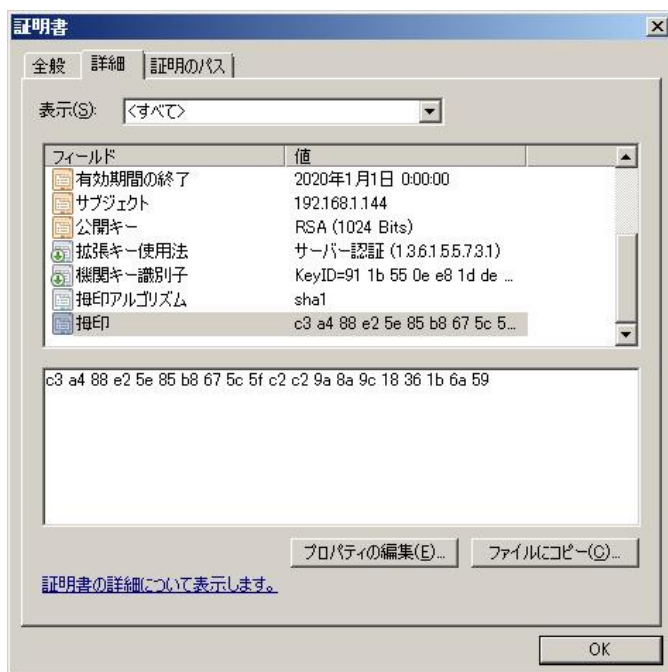 証明書
全般 詳細 証明のパス
表示(S): <すべて>
フィールド 値
有効期間の終了 2020年1月1日 0:00:00
サブジェクト 192.168.1.144
公開キー RSA (1024 Bits)
拡張キー使用法 サーバー認証 (1.3.6.1.5.5.7.3.1)
機関キー識別子 KeyID=91 1b 55 0e e8 1d de ...
拇印アルゴリズム sha1
拇印 c3 a4 88 e2 5e 85 b8 67 5c 5...
c3 a4 88 e2 5e 85 b8 67 5c 5f c2 c2 9a 8a 9c 18 36 1b 6a 59
プロパティの編集(E)... ファイルにコピー(C)...
証明書の詳細について表示します。
OK